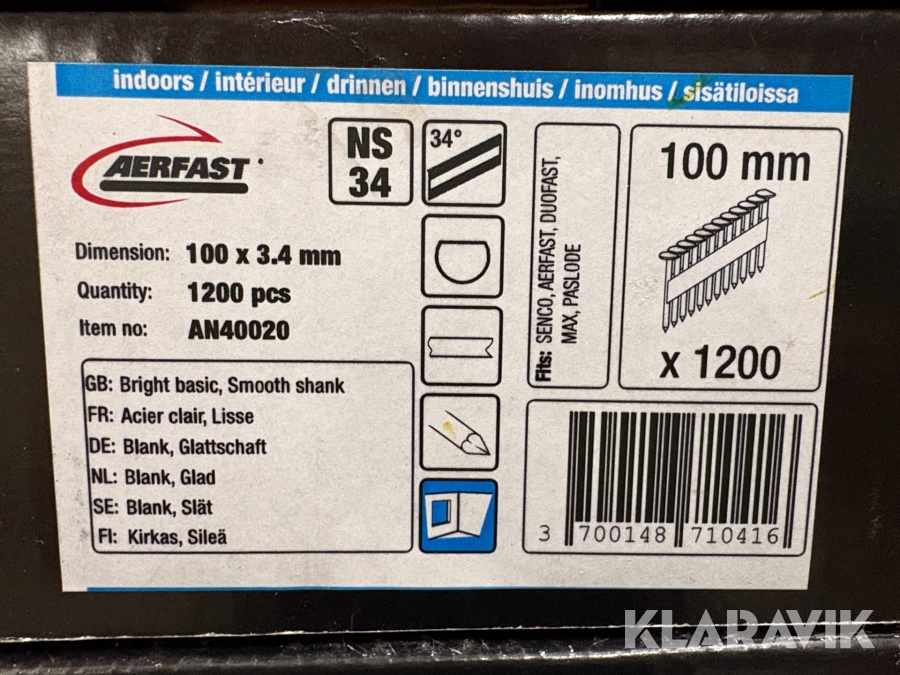 indoors / intérieur / drinnen / binnenshuis / inomhus / sisätiloissa
AERFAST
NS
34
34°
Dimension: 100 x 3.4 mm
Quantity: 1200 pcs
Item no: AN40020
GB: Bright basic, Smooth shank
FR: Acier clair, Lisse
DE: Blank, Glattschaft
NL: Blank, Glad
SE: Blank, Slät
FI: Kirkas, Sileä
Fits: SENCO, AERFAST, DUOFAST,
MAX, PASLODE
100 mm
x 1200
3 700148 710416
KLARAVIK